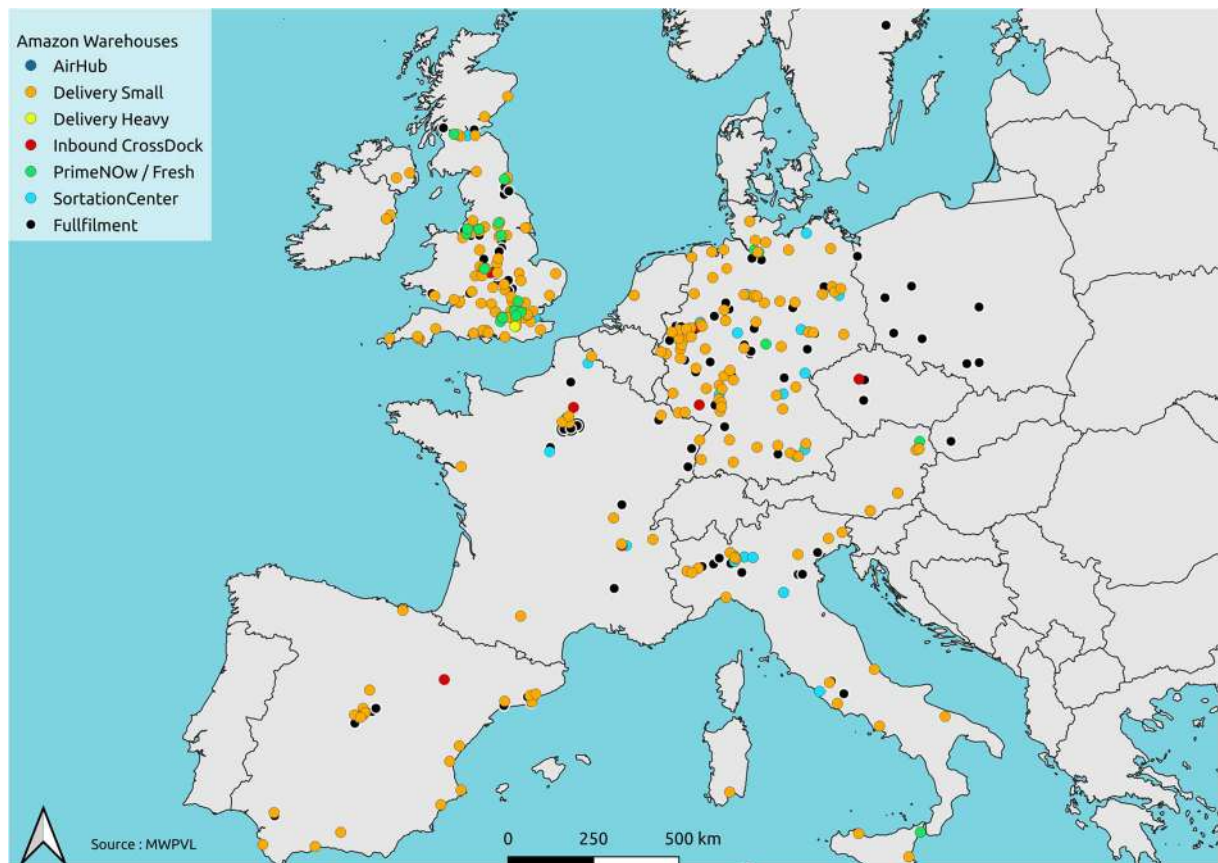 Amazon Warehouses
AirHub
Delivery Small
Delivery Heavy
Inbound CrossDock
PrimeNOw / Fresh
SortationCenter
Fullfilment
Source : MWPVL
0 250 500 km